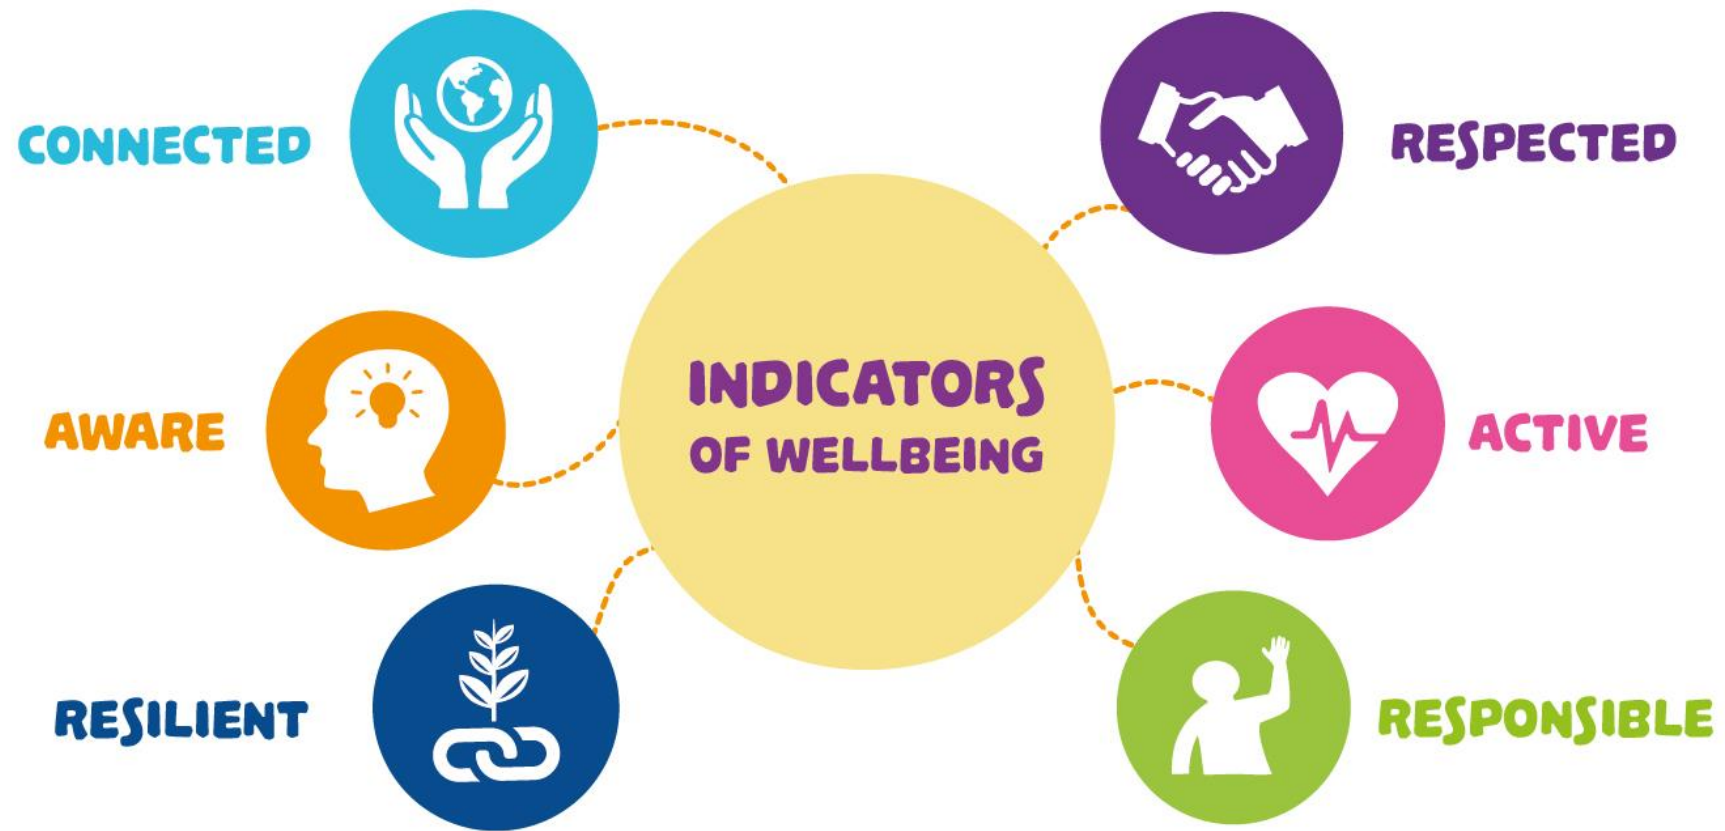 CONNECTED
RESPECTED
INDICATORS
OF WELLBEING
AWARE
ACTIVE
RESILIENT
RESPONSIBLE